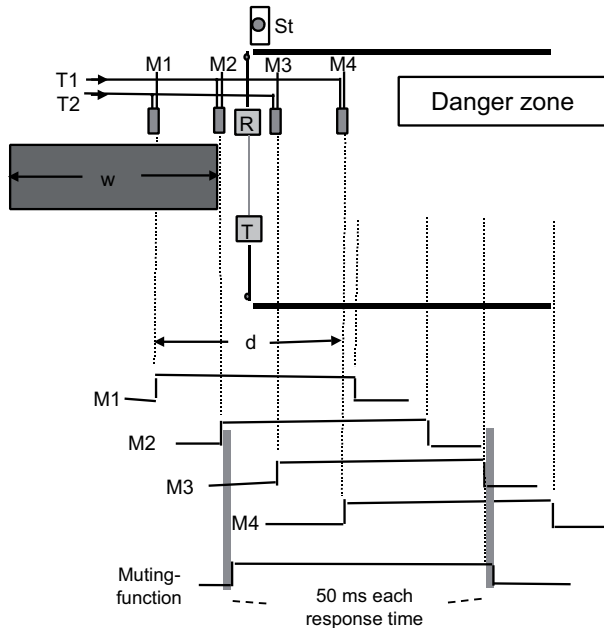 St
M1 M2 M3 M4
T1
T2
Danger zone
R
w
T
d
M1
M2
M3
M4
Muting-
function
50 ms each
response time